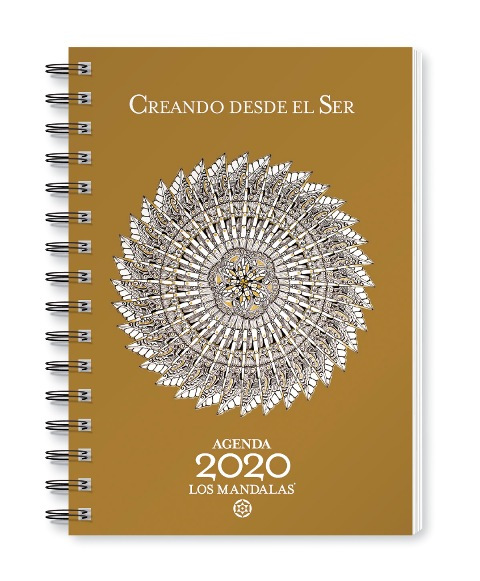 CREANDO DESDE EL SER
AGENDA
2020
LOS MANDALAS